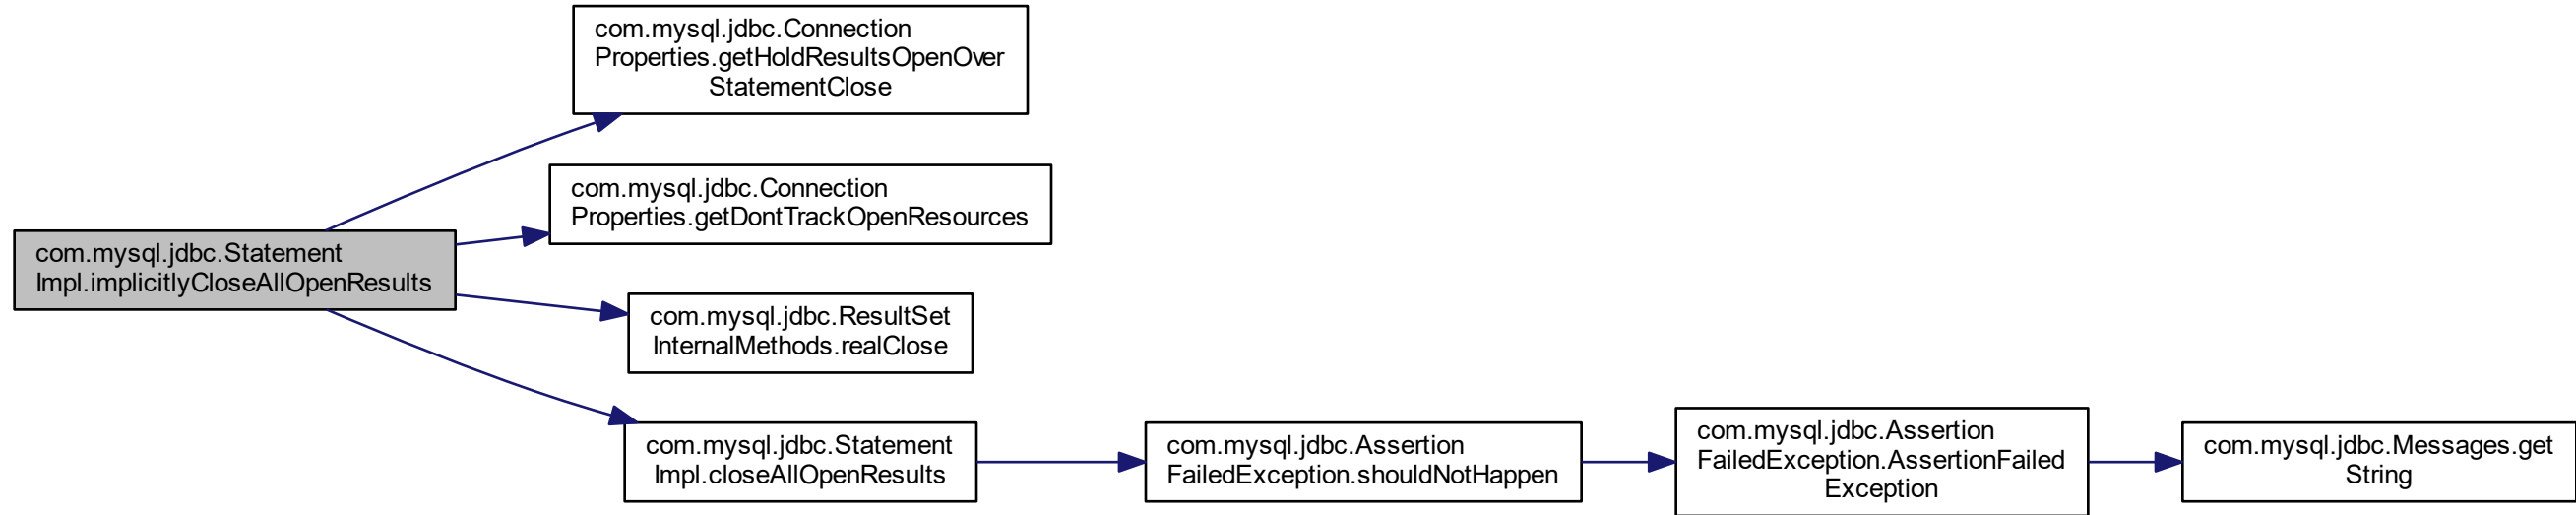 com.mysql.jdbc.Connection
Properties.getHoldResultsOpenOver
StatementClose
com.mysql.jdbc.Connection
Properties.getDontTrackOpenResources
com.mysql.jdbc.Statement
Impl.implicitlyCloseAllOpenResults
com.mysql.jdbc.ResultSet
InternalMethods.realClose
com.mysql.jdbc.Statement
Impl.closeAllOpenResults
com.mysql.jdbc.Assertion
FailedException.shouldNotHappen
com.mysql.jdbc.Assertion
FailedException.AssertionFailed
Exception
com.mysql.jdbc.Messages.get
String